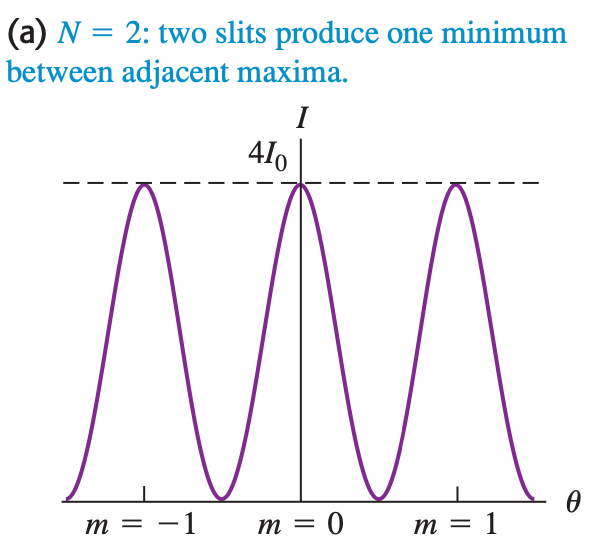 (a) N = 2: two slits produce one minimum
between adjacent maxima.
I
4I₀
θ
m = −1 m = 0 m = 1